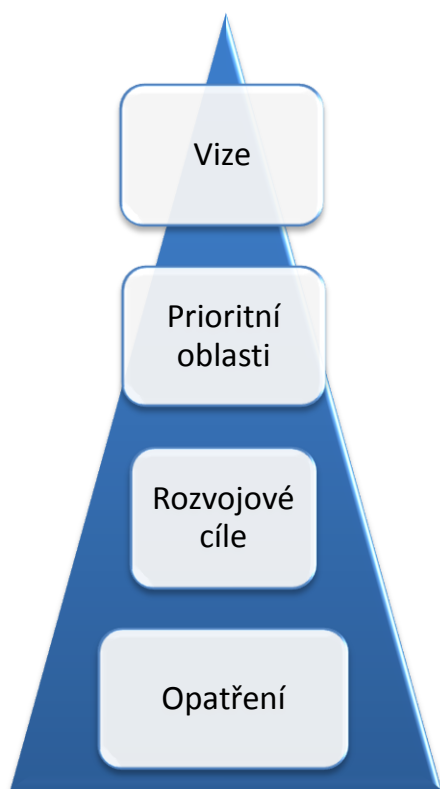 Vize
Prioritní
oblasti
Rozvojové
cíle
Opatření